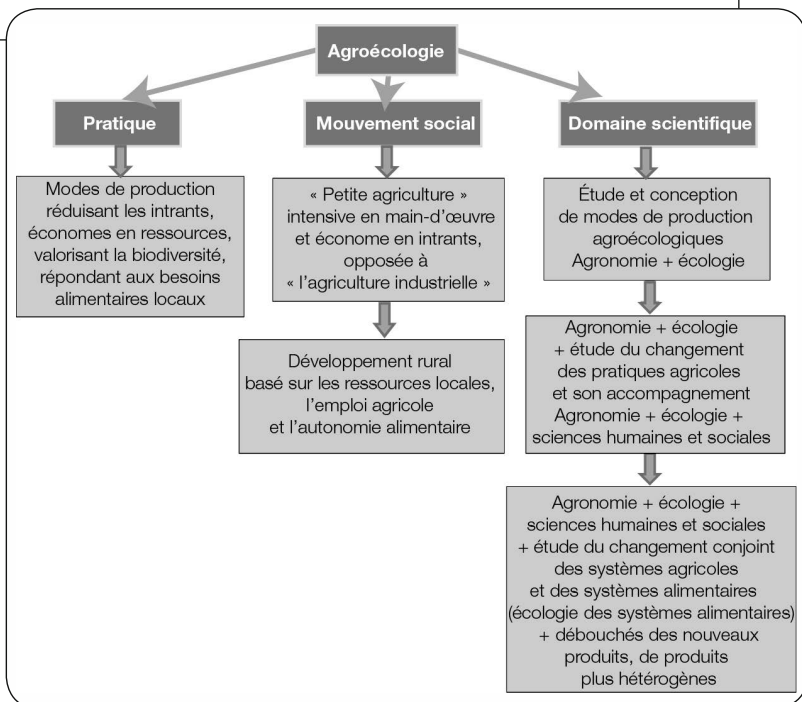 Agroécologie
Pratique
Mouvement social
Domaine scientifique
Modes de production
réduisant les intrants,
économes en ressources,
valorisant la biodiversité,
répondant aux besoins
alimentaires locaux
« Petite agriculture »
intensive en main-d’œuvre
et économe en intrants,
opposée à
« l’agriculture industrielle »
Développement rural
basé sur les ressources locales,
l’emploi agricole
et l’autonomie alimentaire
Étude et conception
de modes de production
agroécologiques
Agronomie + écologie
Agronomie + écologie
+ étude du changement
des pratiques agricoles
et son accompagnement
Agronomie + écologie +
sciences humaines et sociales
Agronomie + écologie +
sciences humaines et sociales
+ étude du changement conjoint
des systèmes agricoles
et des systèmes alimentaires
(écologie des systèmes alimentaires)
+ débouchés des nouveaux
produits, de produits
plus hétérogènes